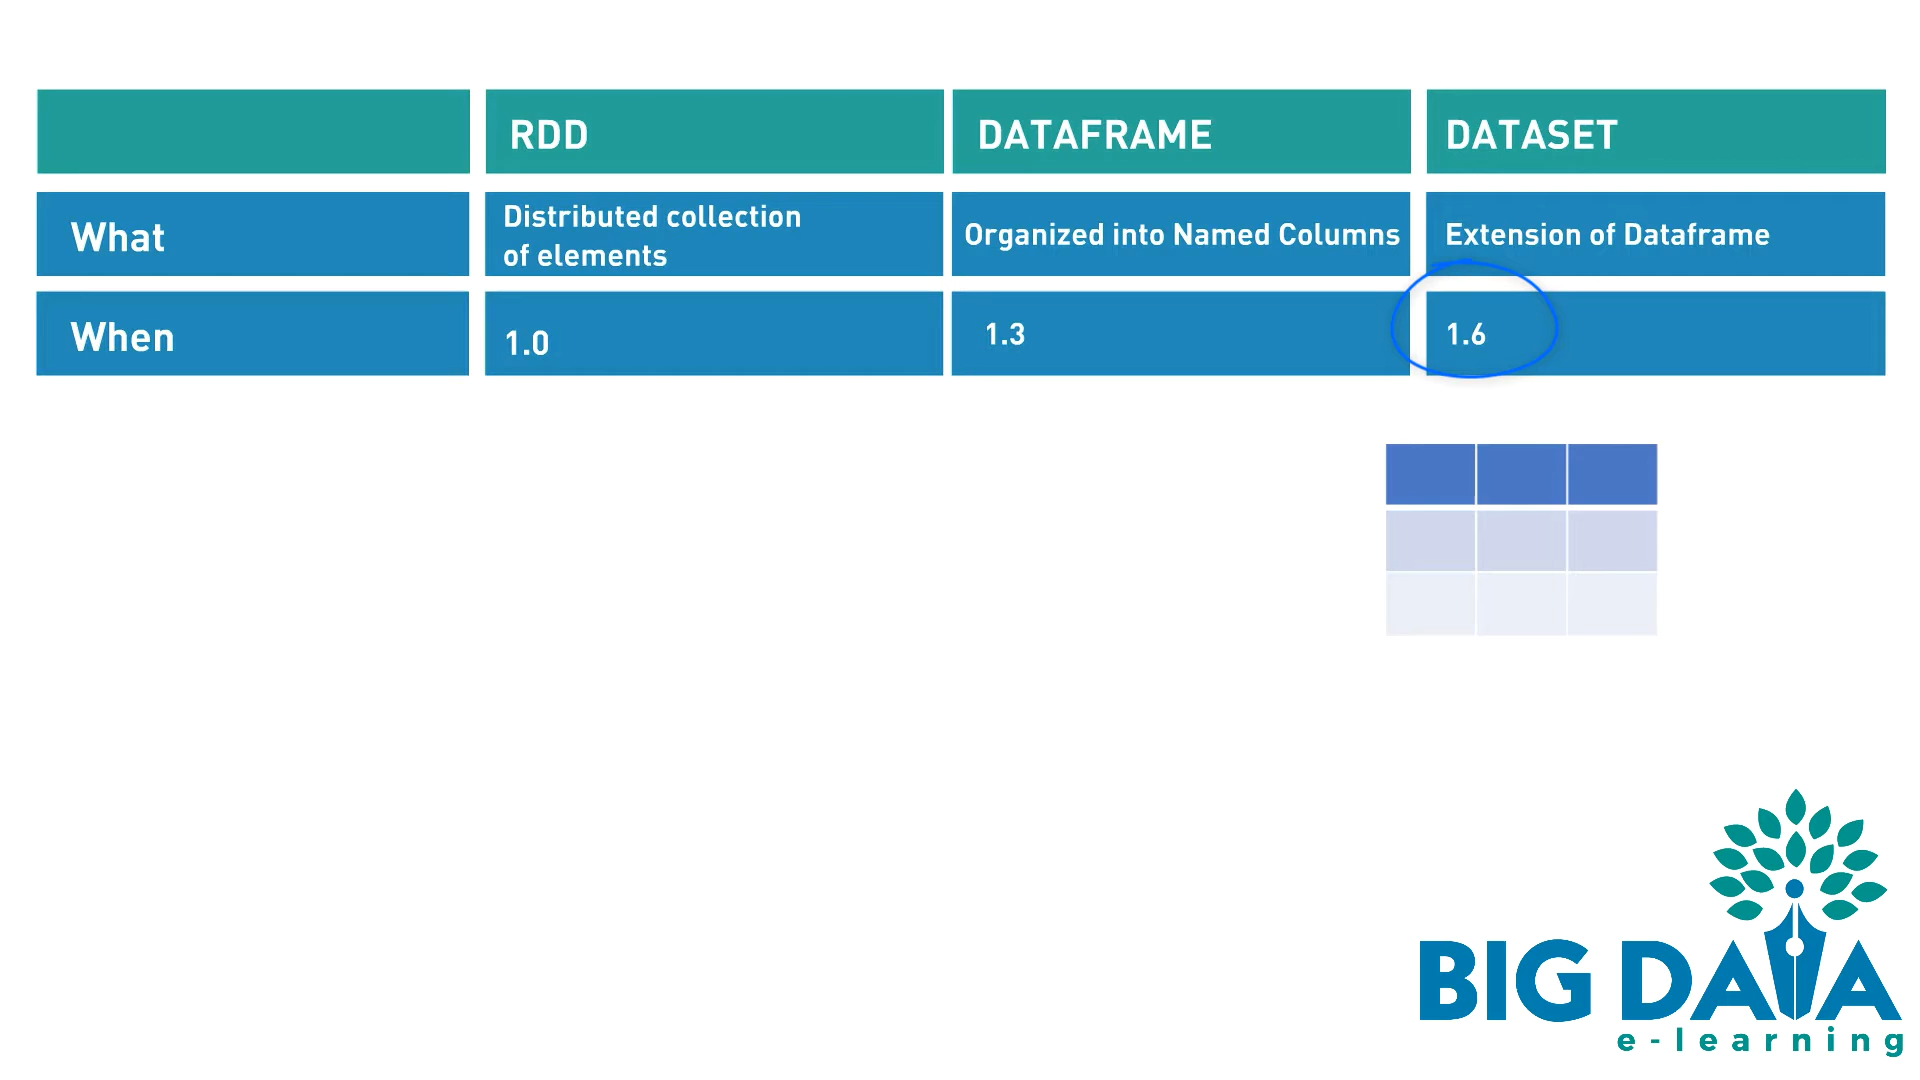 RDD DATAFRAME DATASET
What
Distributed collection
of elements
Organized into Named Columns
Extension of Dataframe
When 1.0 1.3 1.6
BIG DATA
e-learning